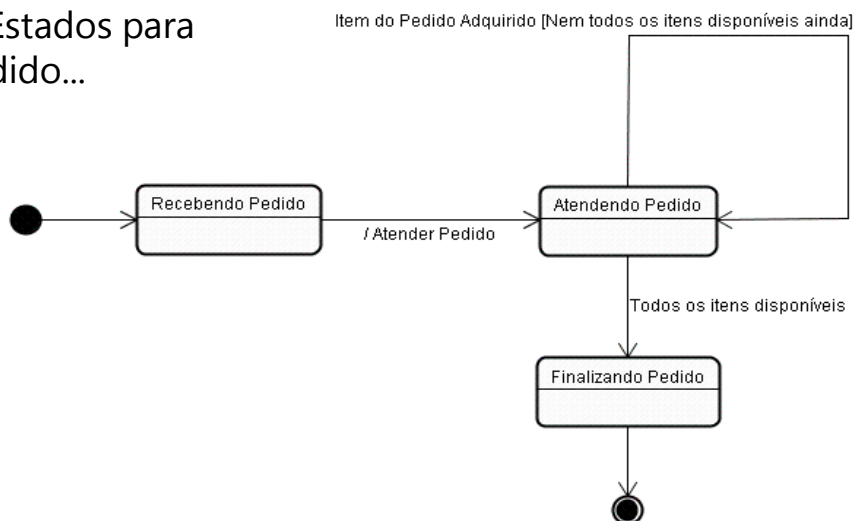 Estados para
dido...
Item do Pedido Adquirido [Nem todos os itens disponíveis ainda]
Recebendo Pedido
/ Atender Pedido
Atendendo Pedido
Todos os itens disponíveis
Finalizando Pedido